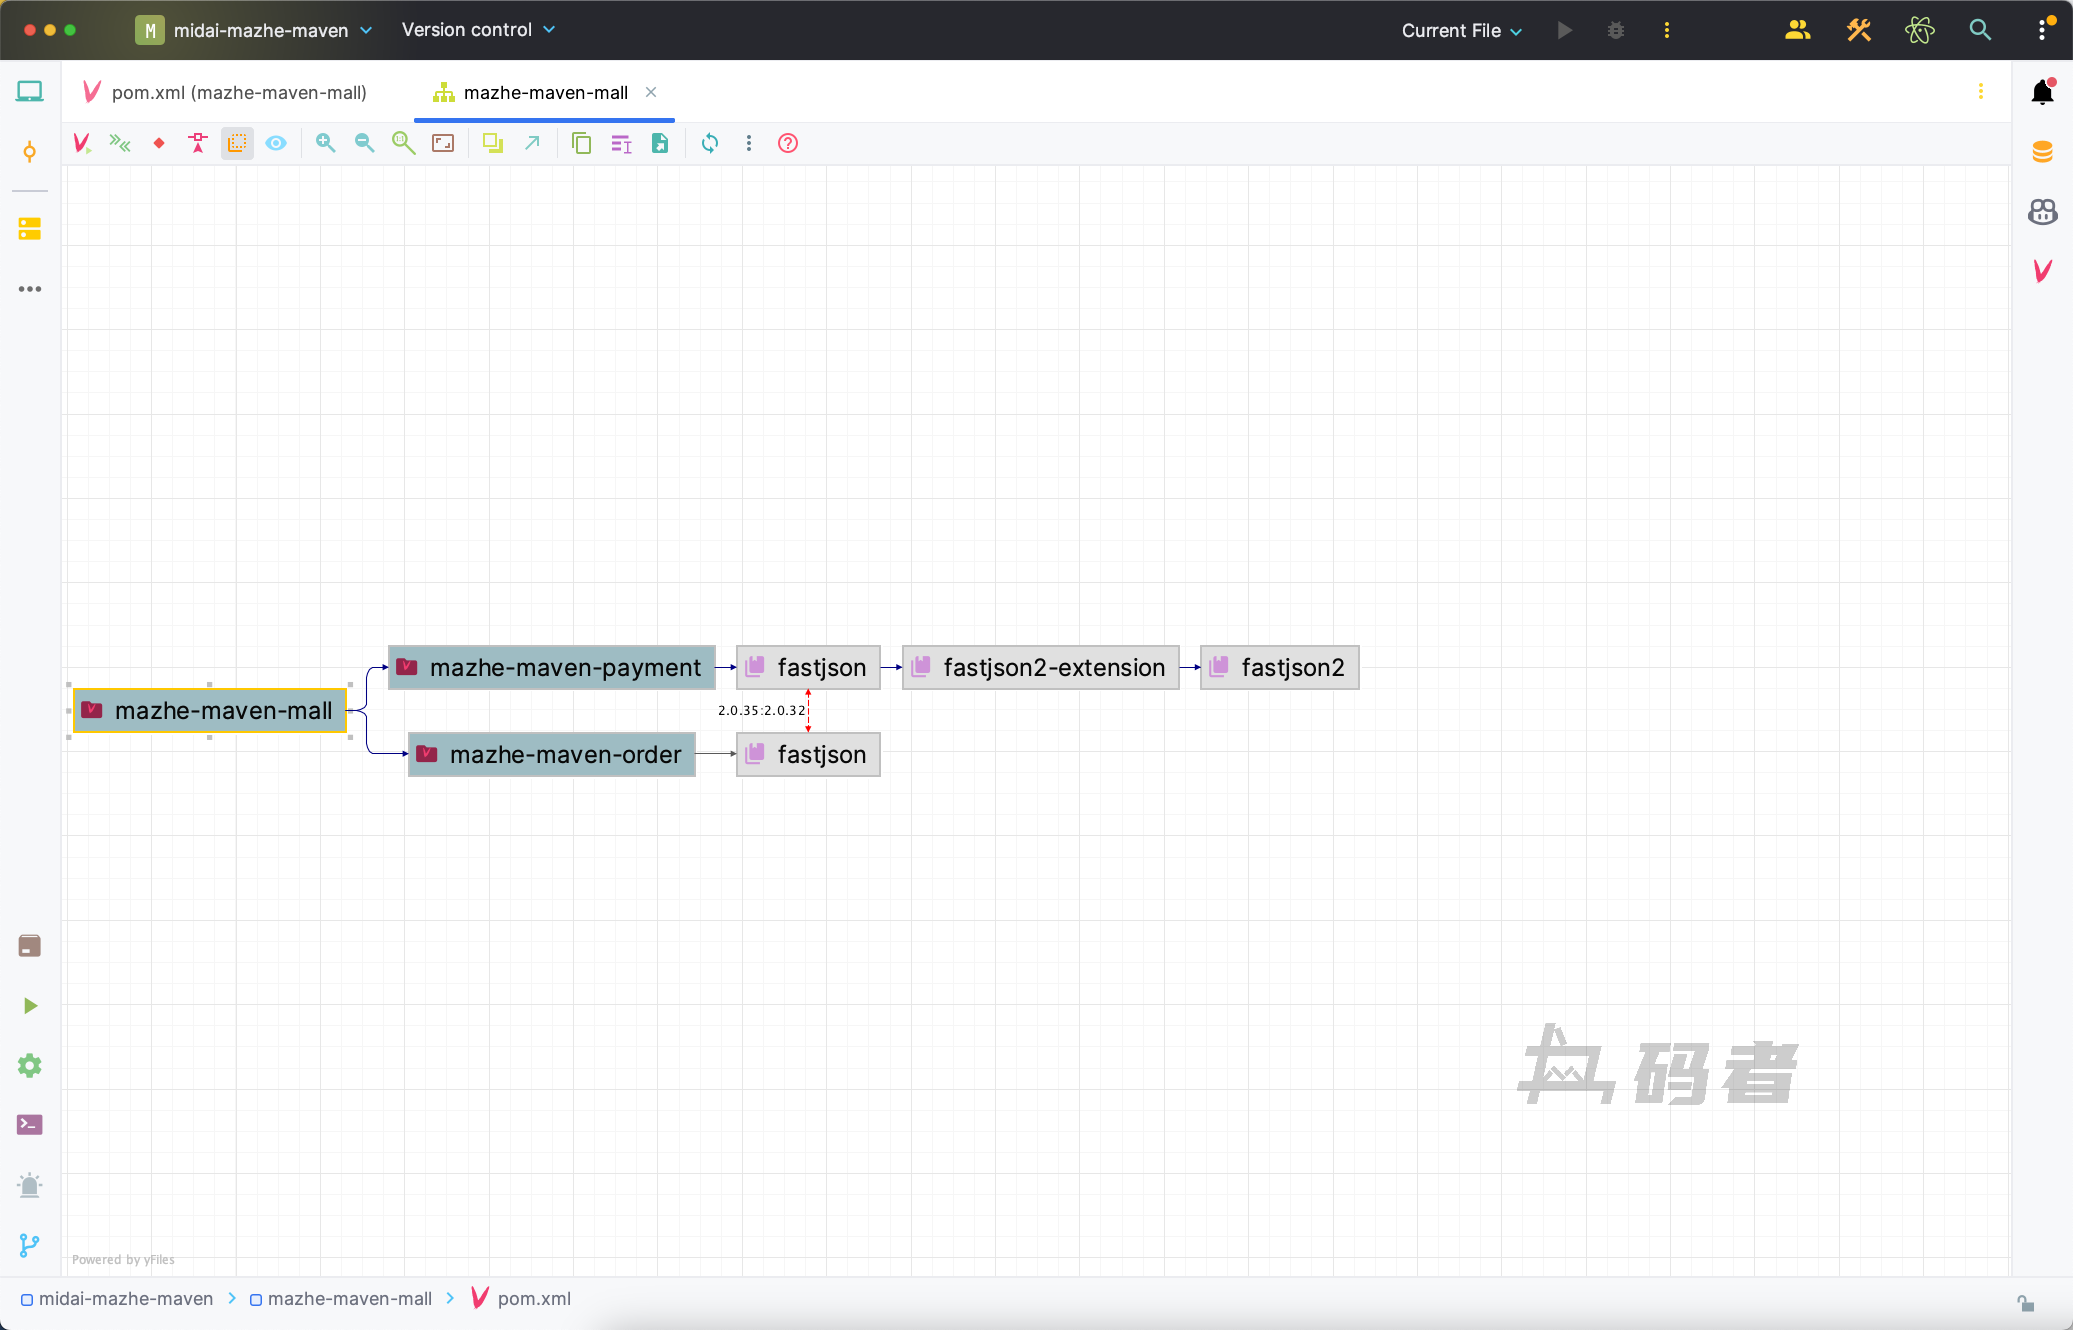 M midai-mazhe-maven Version control Current File
pom.xml (mazhe-maven-mall) mazhe-maven-mall
mazhe-maven-payment fastjson fastjson2-extension fastjson2
mazhe-maven-mall 2.0.35:2.0.32
mazhe-maven-order fastjson
码者
Powered by yFiles
midai-mazhe-maven mazhe-maven-mall pom.xml